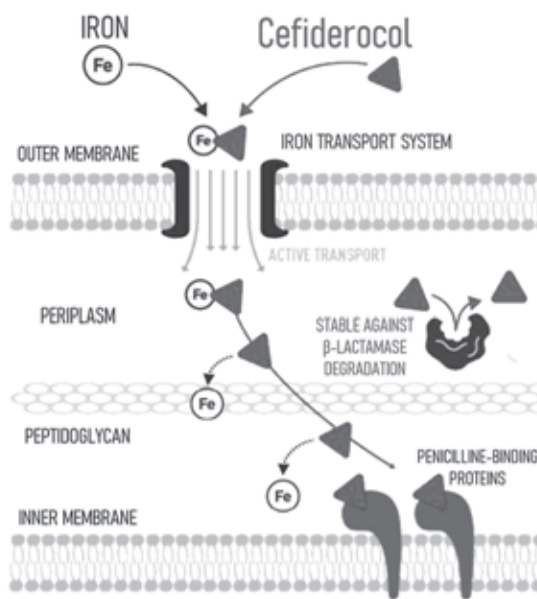 IRON
Cefiderocol
Fe
Fe
IRON TRANSPORT SYSTEM
OUTER MEMBRANE
ACTIVE TRANSPORT
Fe
PERIPLASM
STABLE AGAINST
β-LACTAMASE
DEGRADATION
Fe
PEPTIDOGLYCAN
PENICILLINE-BINDING
PROTEINS
Fe
INNER MEMBRANE